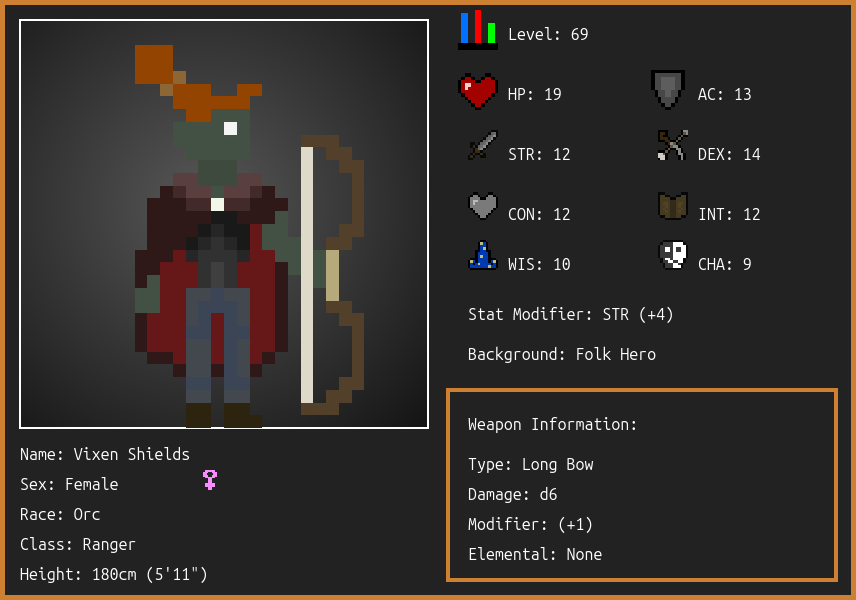 Level: 69
HP: 19
AC: 13
STR: 12
DEX: 14
CON: 12
INT: 12
WIS: 10
CHA: 9
Stat Modifier: STR (+4)
Background: Folk Hero
Weapon Information:
Type: Long Bow
Damage: d6
Modifier: (+1)
Elemental: None
Name: Vixen Shields
Sex: Female
Race: Orc
Class: Ranger
Height: 180cm (5'11")